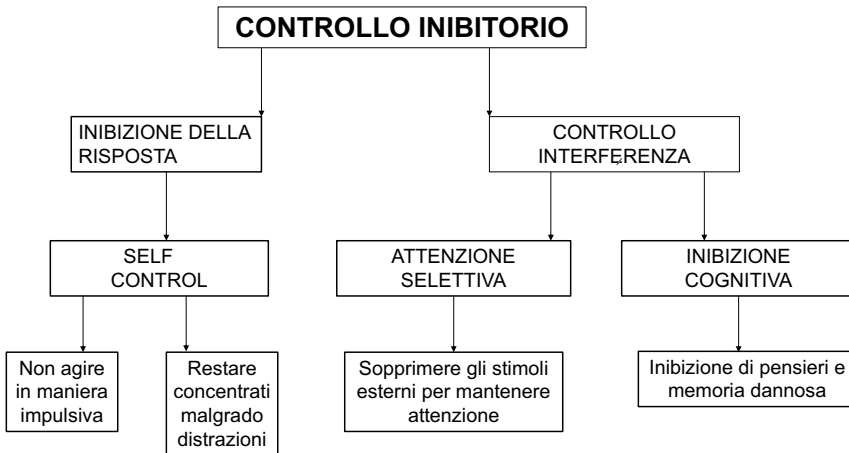 CONTROLLO INIBITORIO
INIBIZIONE DELLA
RISPOSTA
CONTROLLO
INTERFERENZA
SELF
CONTROL
ATTENZIONE
SELETTIVA
INIBIZIONE
COGNITIVA
Non agire
in maniera
impulsiva
Restare
concentrati
malgrado
distrazioni
Sopprimere gli stimoli
esterni per mantenere
attenzione
Inibizione di pensieri e
memoria dannosa